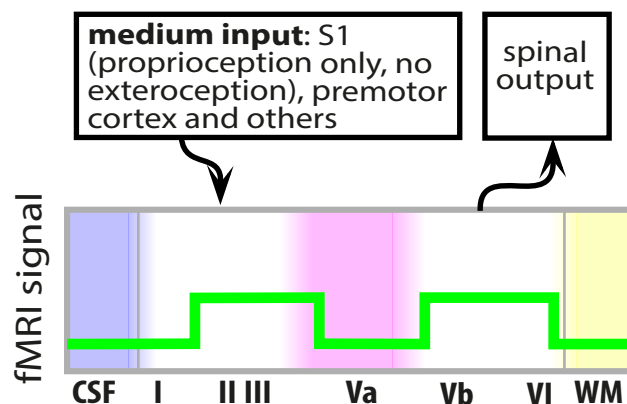 medium input: S1
(proprioception only, no
exteroception), premotor
cortex and others
spinal
output
fMRI signal
CSF I II III Va Vb VI WM